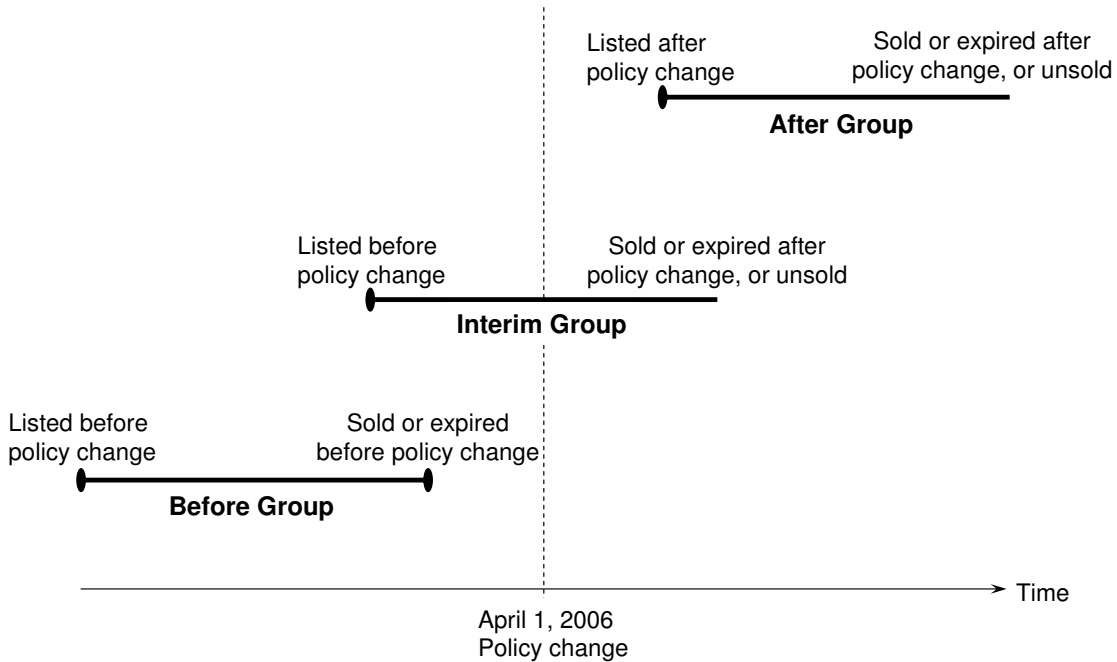 Listed after
policy change
Sold or expired after
policy change, or unsold
After Group
Listed before
policy change
Sold or expired after
policy change, or unsold
Interim Group
Listed before
policy change
Sold or expired
before policy change
Before Group
Time
April 1, 2006
Policy change